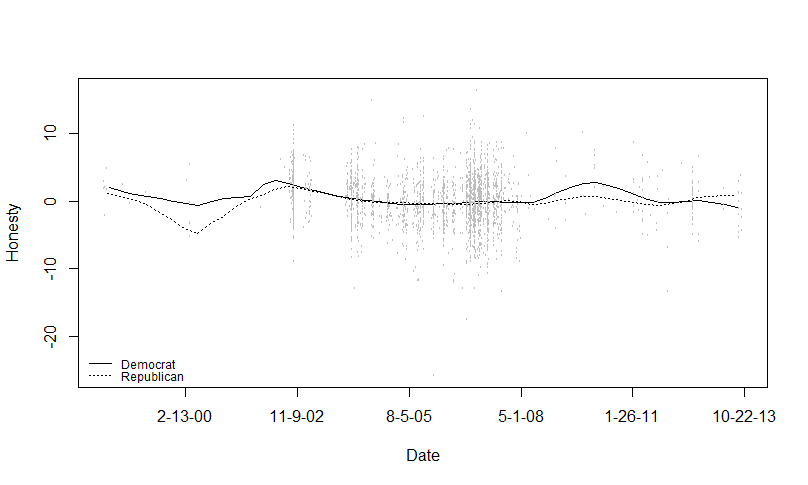 Honesty
10
0
-10
-20
Democrat
Republican
2-13-00 11-9-02 8-5-05 5-1-08 1-26-11 10-22-13
Date